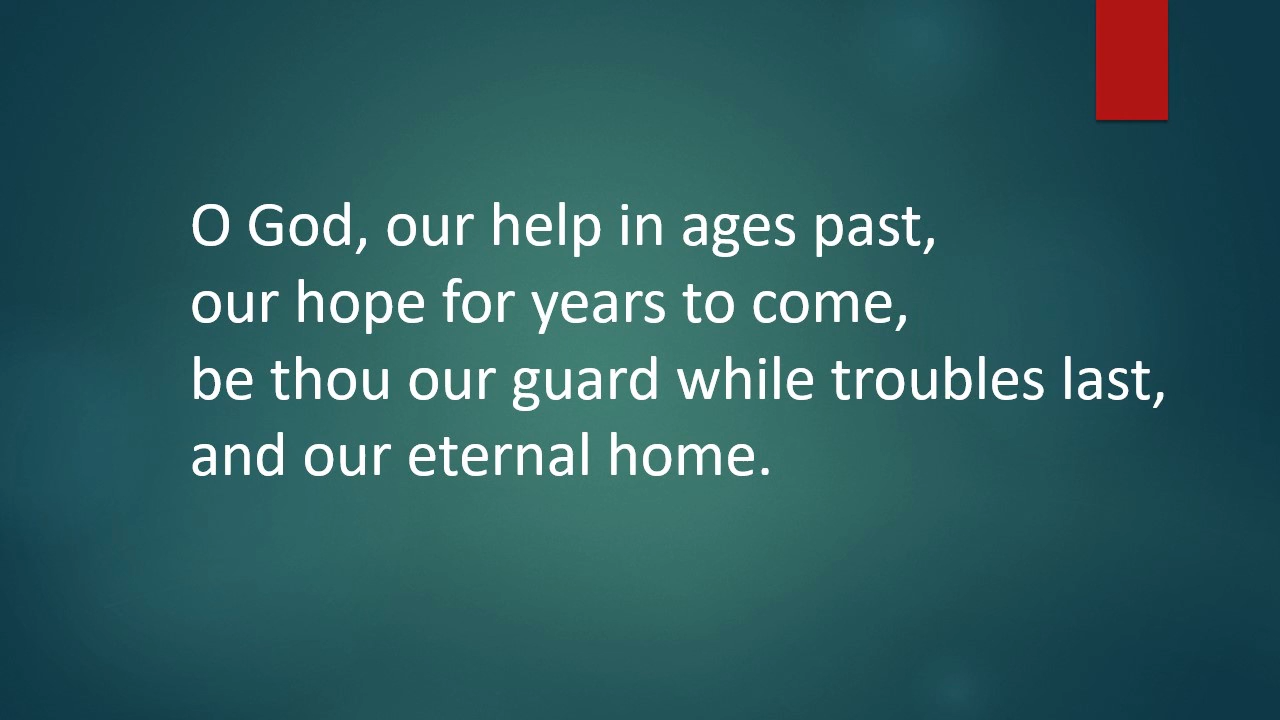 O God, our help in ages past,
our hope for years to come,
be thou our guard while troubles last,
and our eternal home.